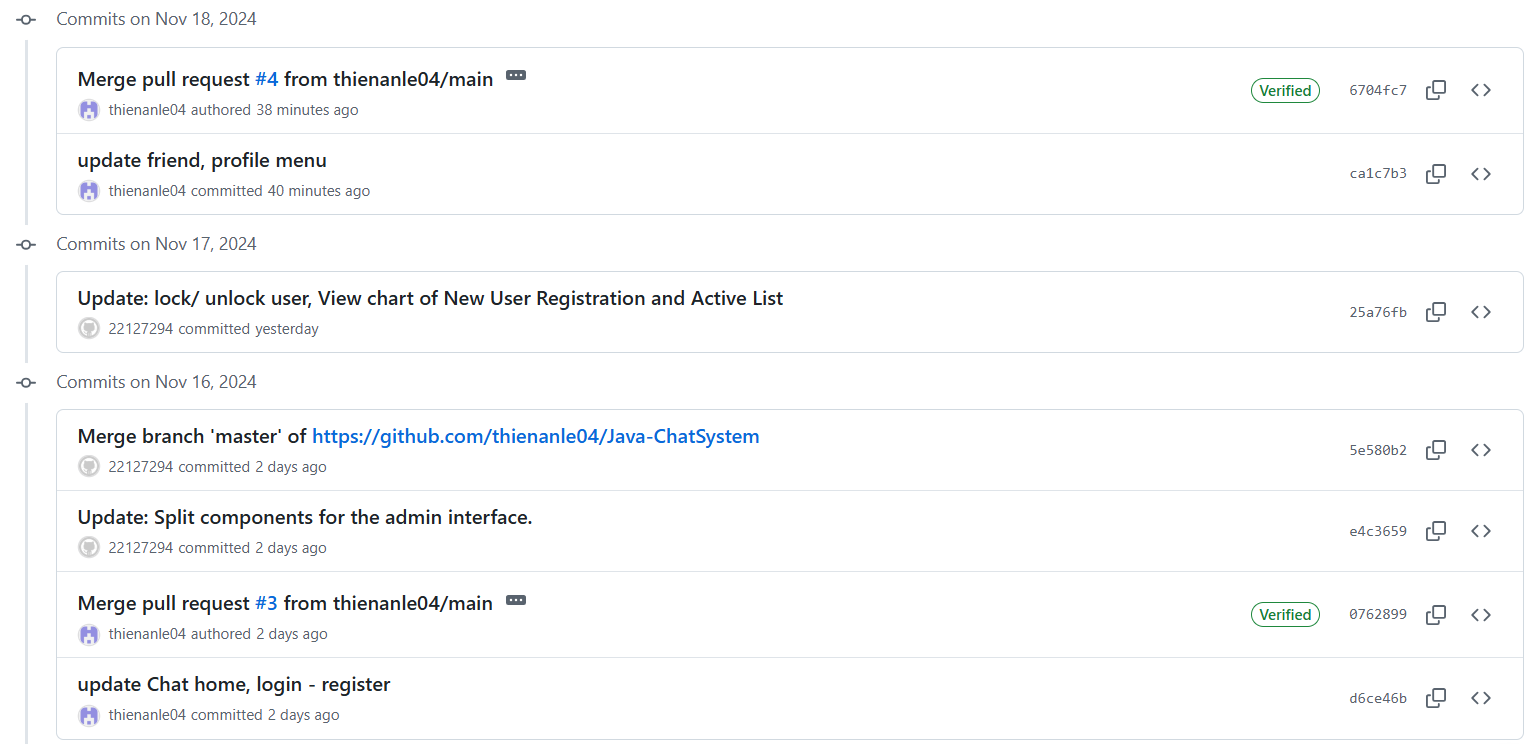 Commits on Nov 18, 2024
Merge pull request #4 from thienanle04/main
Verified
6704fc7
thienanle04 authored 38 minutes ago
update friend, profile menu
ca1c7b3
thienanle04 committed 40 minutes ago
Commits on Nov 17, 2024
Update: lock/ unlock user, View chart of New User Registration and Active List
25a76fb
22127294 committed yesterday
Commits on Nov 16, 2024
Merge branch 'master' of https://github.com/thienanle04/Java-ChatSystem
5e580b2
22127294 committed 2 days ago
Update: Split components for the admin interface.
e4c3659
22127294 committed 2 days ago
Merge pull request #3 from thienanle04/main
Verified
0762899
thienanle04 authored 2 days ago
update Chat home, login - register
d6ce46b
thienanle04 committed 2 days ago